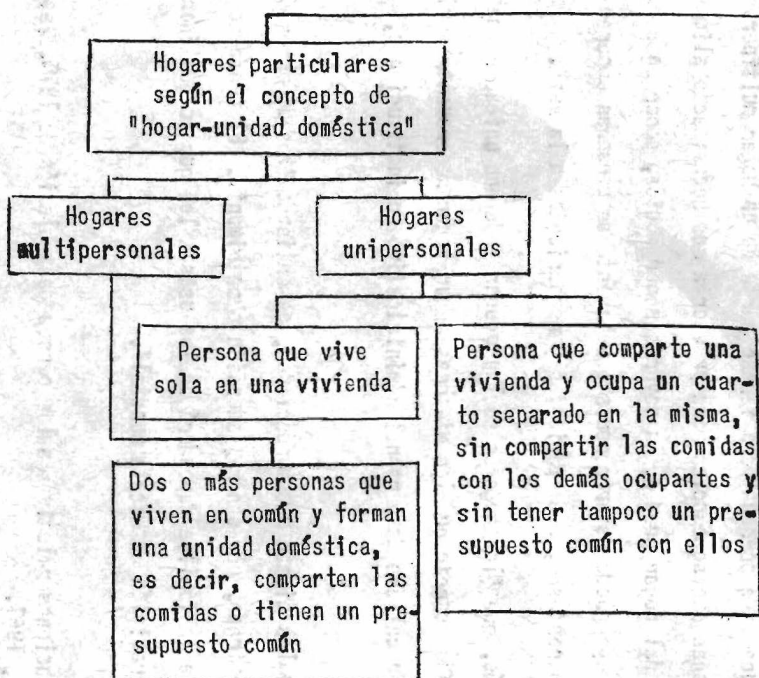 Hogares particulares
según el concepto de
"hogar-unidad doméstica"
Hogares
multipersonales
Hogares
unipersonales
Persona que vive
sola en una vivienda
Persona que comparte una
vivienda y ocupa un cuar-
to separado en la misma,
sin compartir las comidas
con los demás ocupantes y
sin tener tampoco un pre-
supuesto común con ellos
Dos o más personas que
viven en común y forman
una unidad doméstica,
es decir, comparten las
comidas o tienen un pre-
supuesto común